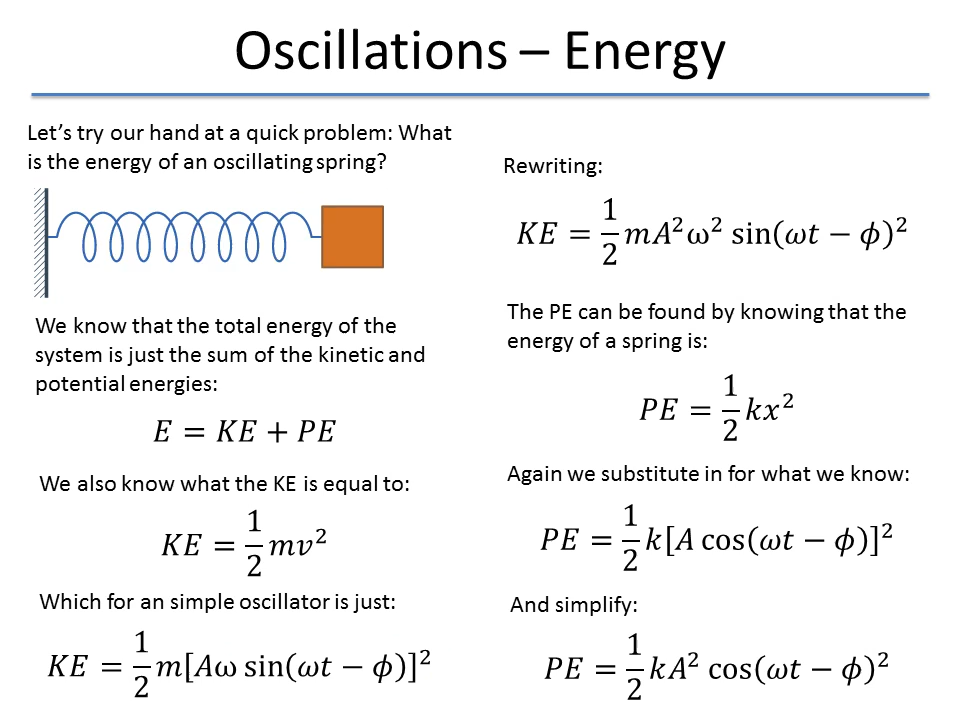 Oscillations – Energy
Let's try our hand at a quick problem: What
is the energy of an oscillating spring?
We know that the total energy of the
system is just the sum of the kinetic and
potential energies:
E = KE + PE
We also know what the KE is equal to:
KE = 1/2 mv²
Which for an simple oscillator is just:
KE = 1/2 m[Aω sin(ωt − ϕ)]²
Rewriting:
KE = 1/2 mA²ω² sin(ωt − ϕ)²
The PE can be found by knowing that the
energy of a spring is:
PE = 1/2 kx²
Again we substitute in for what we know:
PE = 1/2 k[A cos(ωt − ϕ)]²
And simplify:
PE = 1/2 kA² cos(ωt − ϕ)²